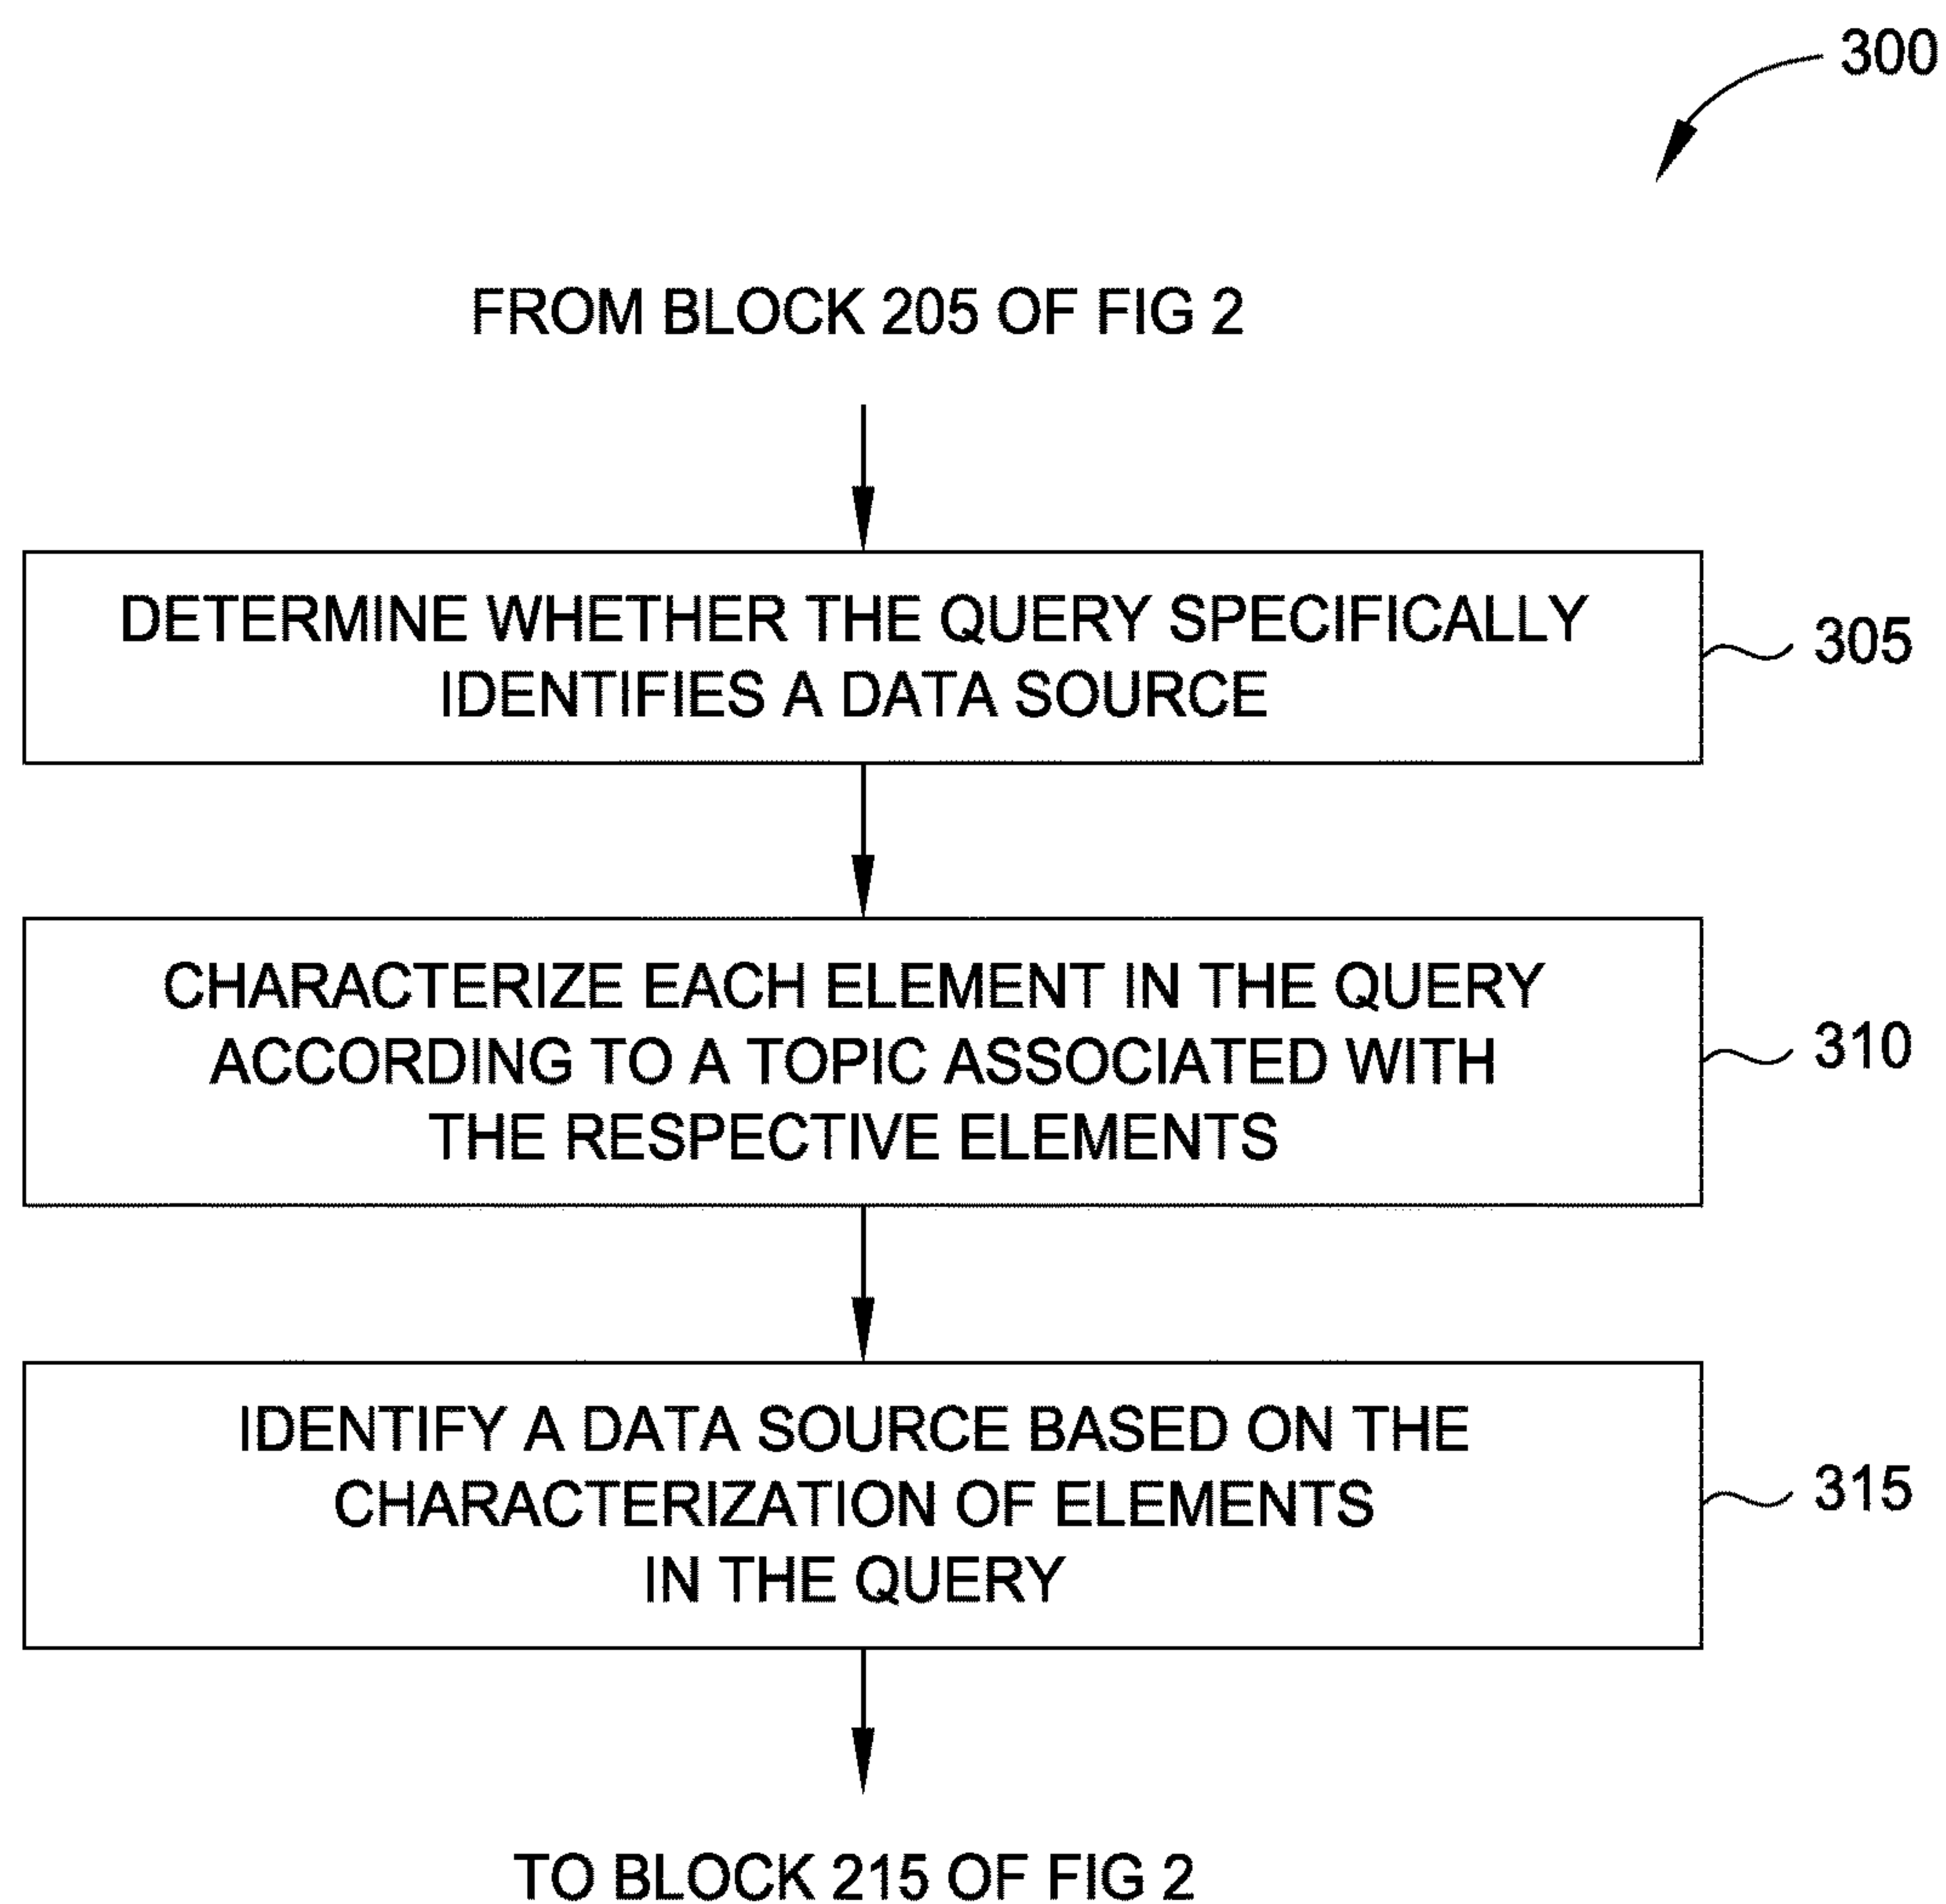 300
FROM BLOCK 205 OF FIG 2
DETERMINE WHETHER THE QUERY SPECIFICALLY
IDENTIFIES A DATA SOURCE
305
CHARACTERIZE EACH ELEMENT IN THE QUERY
ACCORDING TO A TOPIC ASSOCIATED WITH
THE RESPECTIVE ELEMENTS
310
IDENTIFY A DATA SOURCE BASED ON THE
CHARACTERIZATION OF ELEMENTS
IN THE QUERY
315
TO BLOCK 215 OF FIG 2